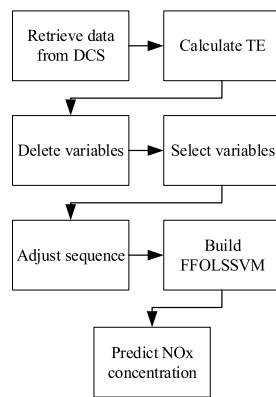 Retrieve data
from DCS
Calculate TE
Delete variables
Select variables
Adjust sequence
Build
FFOLSSVM
Predict NOx
concentration